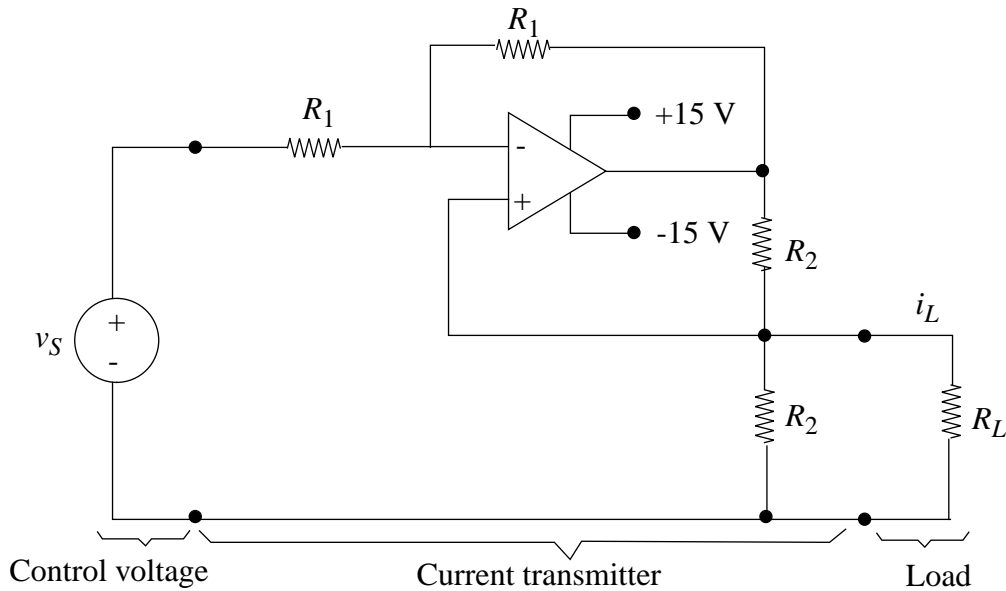 R1
R1
+15 V
-
+
-15 V
R2
iL
vS
+
-
R2
RL
Control voltage
Current transmitter
Load